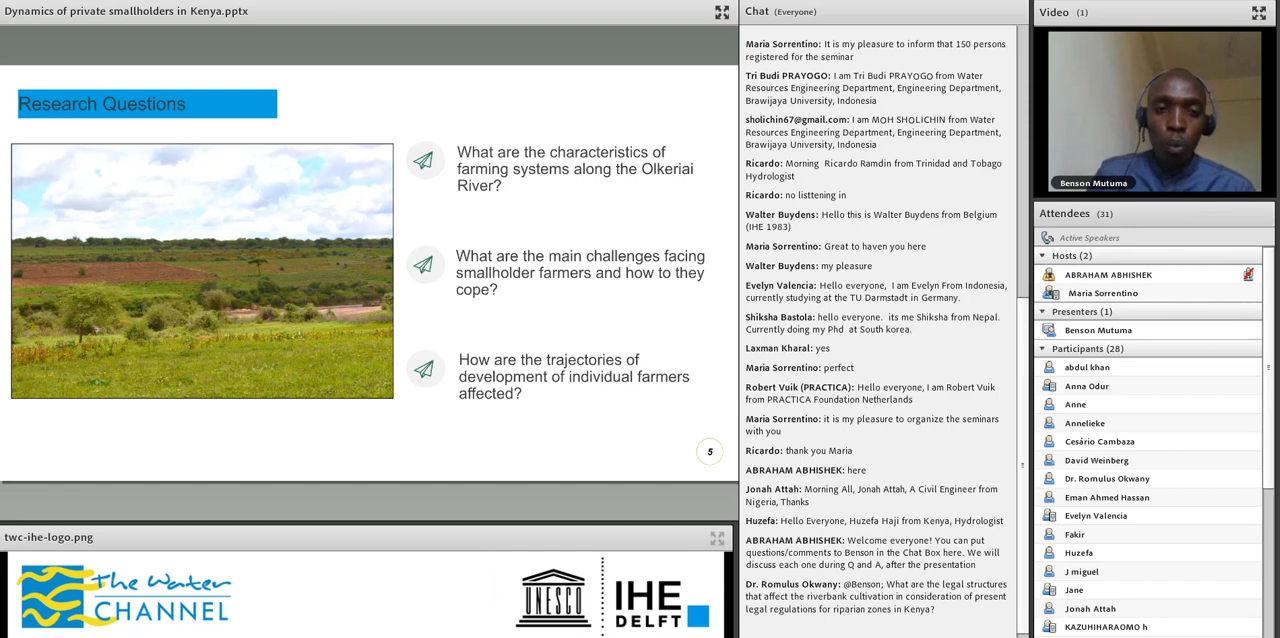 Dynamics of private smallholders in Kenya.pptx
Research Questions
What are the characteristics of
farming systems along the Olkeriai
River?
What are the main challenges facing
smallholder farmers and how to they
cope?
How are the trajectories of
development of individual farmers
affected?
5
twc-ihe-logo.png
The Water
CHANNEL
UNESCO
IHE
DELFT
Chat (Everyone)
Maria Sorrentino: It is my pleasure to inform that 150 persons
registered for the seminar
Tri Budi PRAYOGO: I am Tri Budi PRAYOGO from Water
Resources Engineering Department, Engineering Department,
Brawijaya University, Indonesia
sholichin67@gmail.com: I am MOH SHOLICHIN from Water
Resources Engineering Department, Engineering Department,
Brawijaya University, Indonesia
Ricardo: Morning Ricardo Ramdin from Trinidad and Tobago
Hydrologist
Ricardo: no listtening in
Walter Buydens: Hello this is Walter Buydens from Belgium
(IHE 1983)
Maria Sorrentino: Great to haven you here
Walter Buydens: my pleasure
Evelyn Valencia: Hello everyone, I am Evelyn From Indonesia,
currently studying at the TU Darmstadt in Germany.
Shiksha Bastola: hello everyone. its me Shiksha from Nepal.
Currently doing my Phd at South korea.
Laxman Kharal: yes
Maria Sorrentino: perfect
Robert Vuik (PRACTICA): Hello everyone, I am Robert Vuik
from PRACTICA Foundation Netherlands
Maria Sorrentino: it is my pleasure to organize the seminars
with you
Ricardo: thank you Maria
ABRAHAM ABHISHEK: here
Jonah Attah: Morning All, Jonah Attah, A Civil Engineer from
Nigeria, Thanks
Huzefa: Hello Everyone, Huzefa Haji from Kenya, Hydrologist
ABRAHAM ABHISHEK: Welcome everyone! You can put
questions/comments to Benson in the Chat Box here. We will
discuss each one during Q and A, after the presentation
Dr. Romulus Okwany: @Benson; What are the legal structures
that affect the riverbank cultivation in consideration of present
legal regulations for riparian zones in Kenya?
Video (1)
Benson Mutuma
Attendees (31)
Active Speakers
Hosts (2)
ABRAHAM ABHISHEK
Maria Sorrentino
Presenters (1)
Benson Mutuma
Participants (28)
abdul khan
Anna Odur
Anne
Annelieke
Cesário Cambaza
David Weinberg
Dr. Romulus Okwany
Eman Ahmed Hassan
Evelyn Valencia
Fakir
Huzefa
J miguel
Jane
Jonah Attah
KAZUHIHARAOMO h